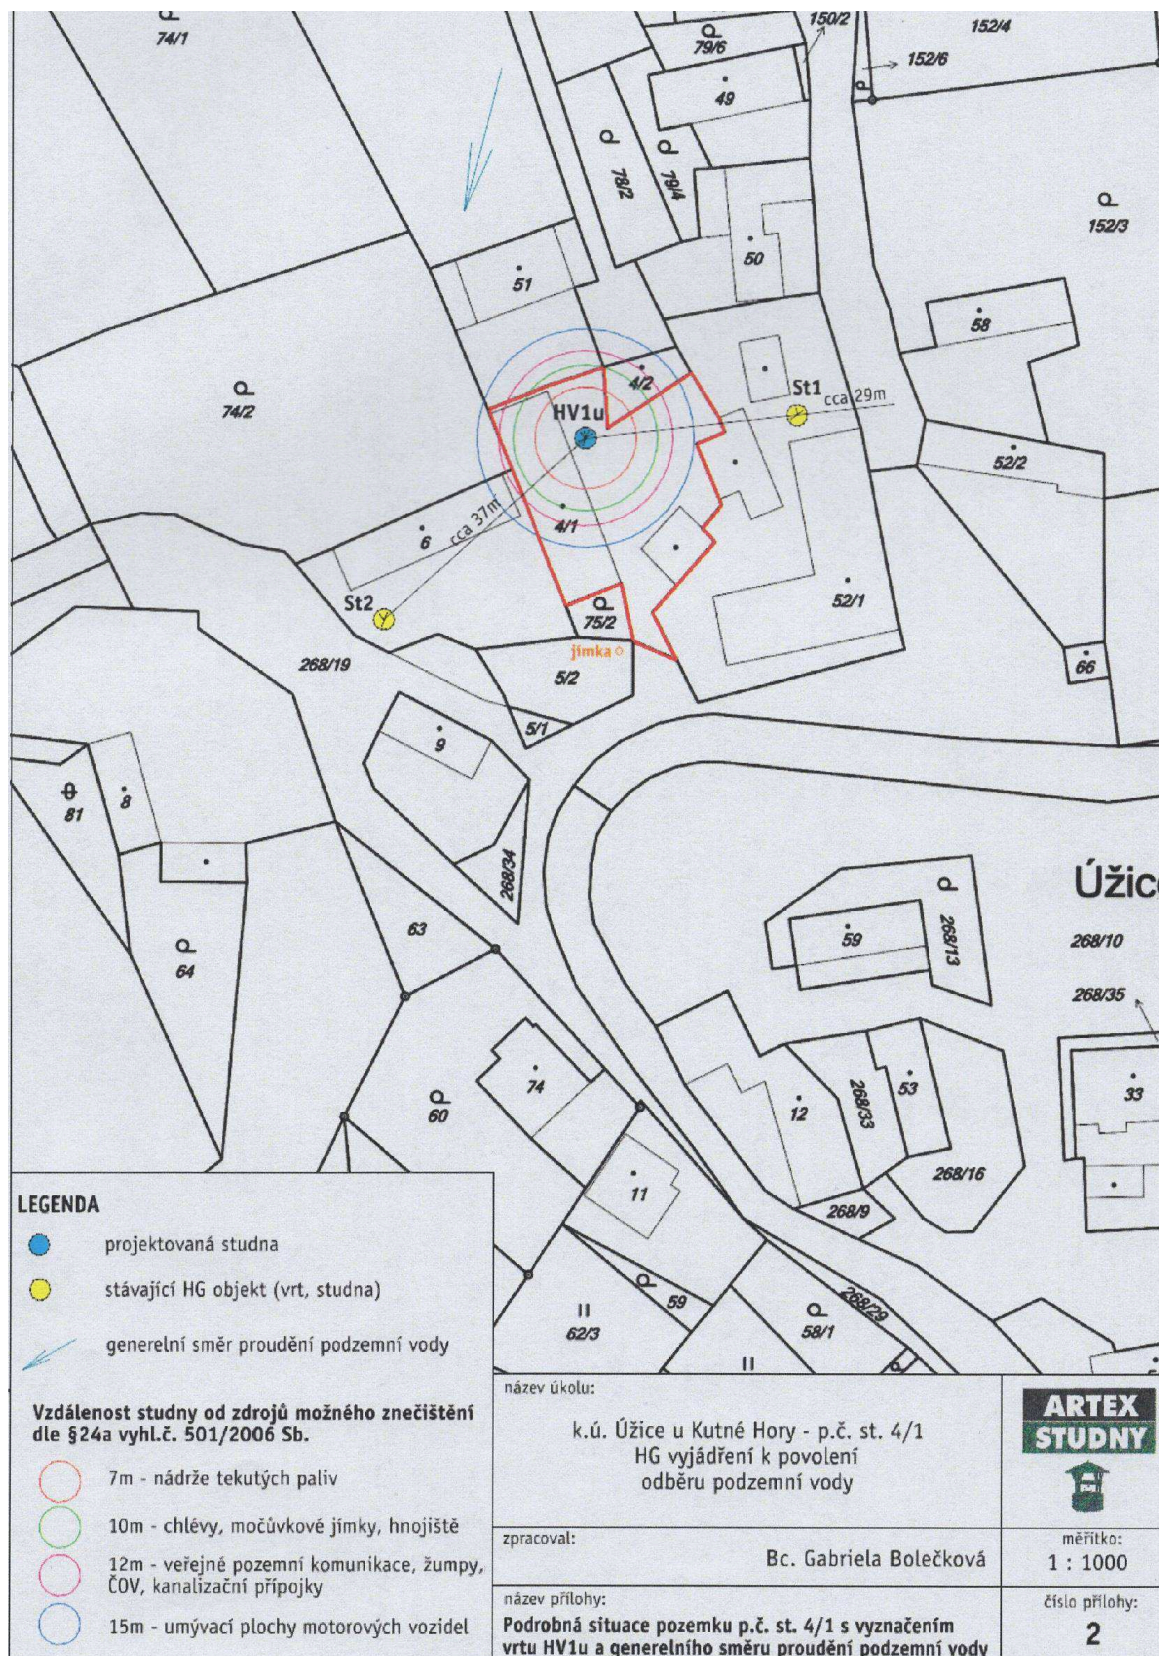 74/1
79/6
150/2
152/4
152/6
49
78/2
79/4
152/3
50
51
58
74/2
4/2
St1
cca 29m
HV1u
52/2
cca 37m
4/1
6
St2
75/2
52/1
jímka
66
268/19
5/2
5/1
9
81
8
268/34
Úžic
63
59
268/13
268/10
64
268/35
74
60
12
268/33
53
33
11
268/16
268/9
59
62/3
58/1
268/29
LEGENDA
projektovaná studna
stávající HG objekt (vrt, studna)
generelní směr proudění podzemní vody
Vzdálenost studny od zdrojů možného znečištění
dle §24a vyhl.č. 501/2006 Sb.
7m - nádrže tekutých paliv
10m - chlévy, močůvkové jímky, hnojiště
12m - veřejné pozemní komunikace, žumpy,
ČOV, kanalizační přípojky
15m - umývací plochy motorových vozidel
název úkolu:
k.ú. Úžice u Kutné Hory - p.č. st. 4/1
HG vyjádření k povolení
odběru podzemní vody
ARTEX
STUDNY
zpracoval:
Bc. Gabriela Bolečková
měřítko:
1 : 1000
název přílohy:
Podrobná situace pozemku p.č. st. 4/1 s vyznačením
vrtu HV1u a generelního směru proudění podzemní vody
číslo přílohy:
2